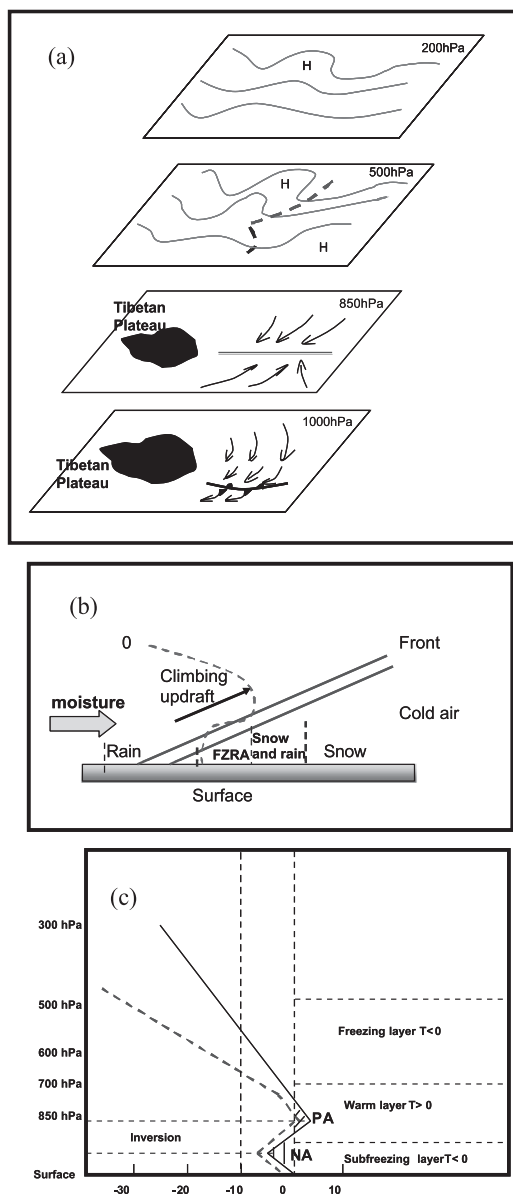 (a)
200hPa
H
500hPa
H
H
850hPa
Tibetan
Plateau
1000hPa
Tibetan
Plateau
(b)
0
Front
Climbing
updraft
moisture
Cold air
Rain
FZRA
Snow
and rain
Snow
Surface
(c)
300 hPa
500 hPa
Freezing layer T<0
600 hPa
700 hPa
Warm layer T> 0
850 hPa
PA
Inversion
NA
Subfreezing layerT< 0
Surface
-30
-20
-10
0
10